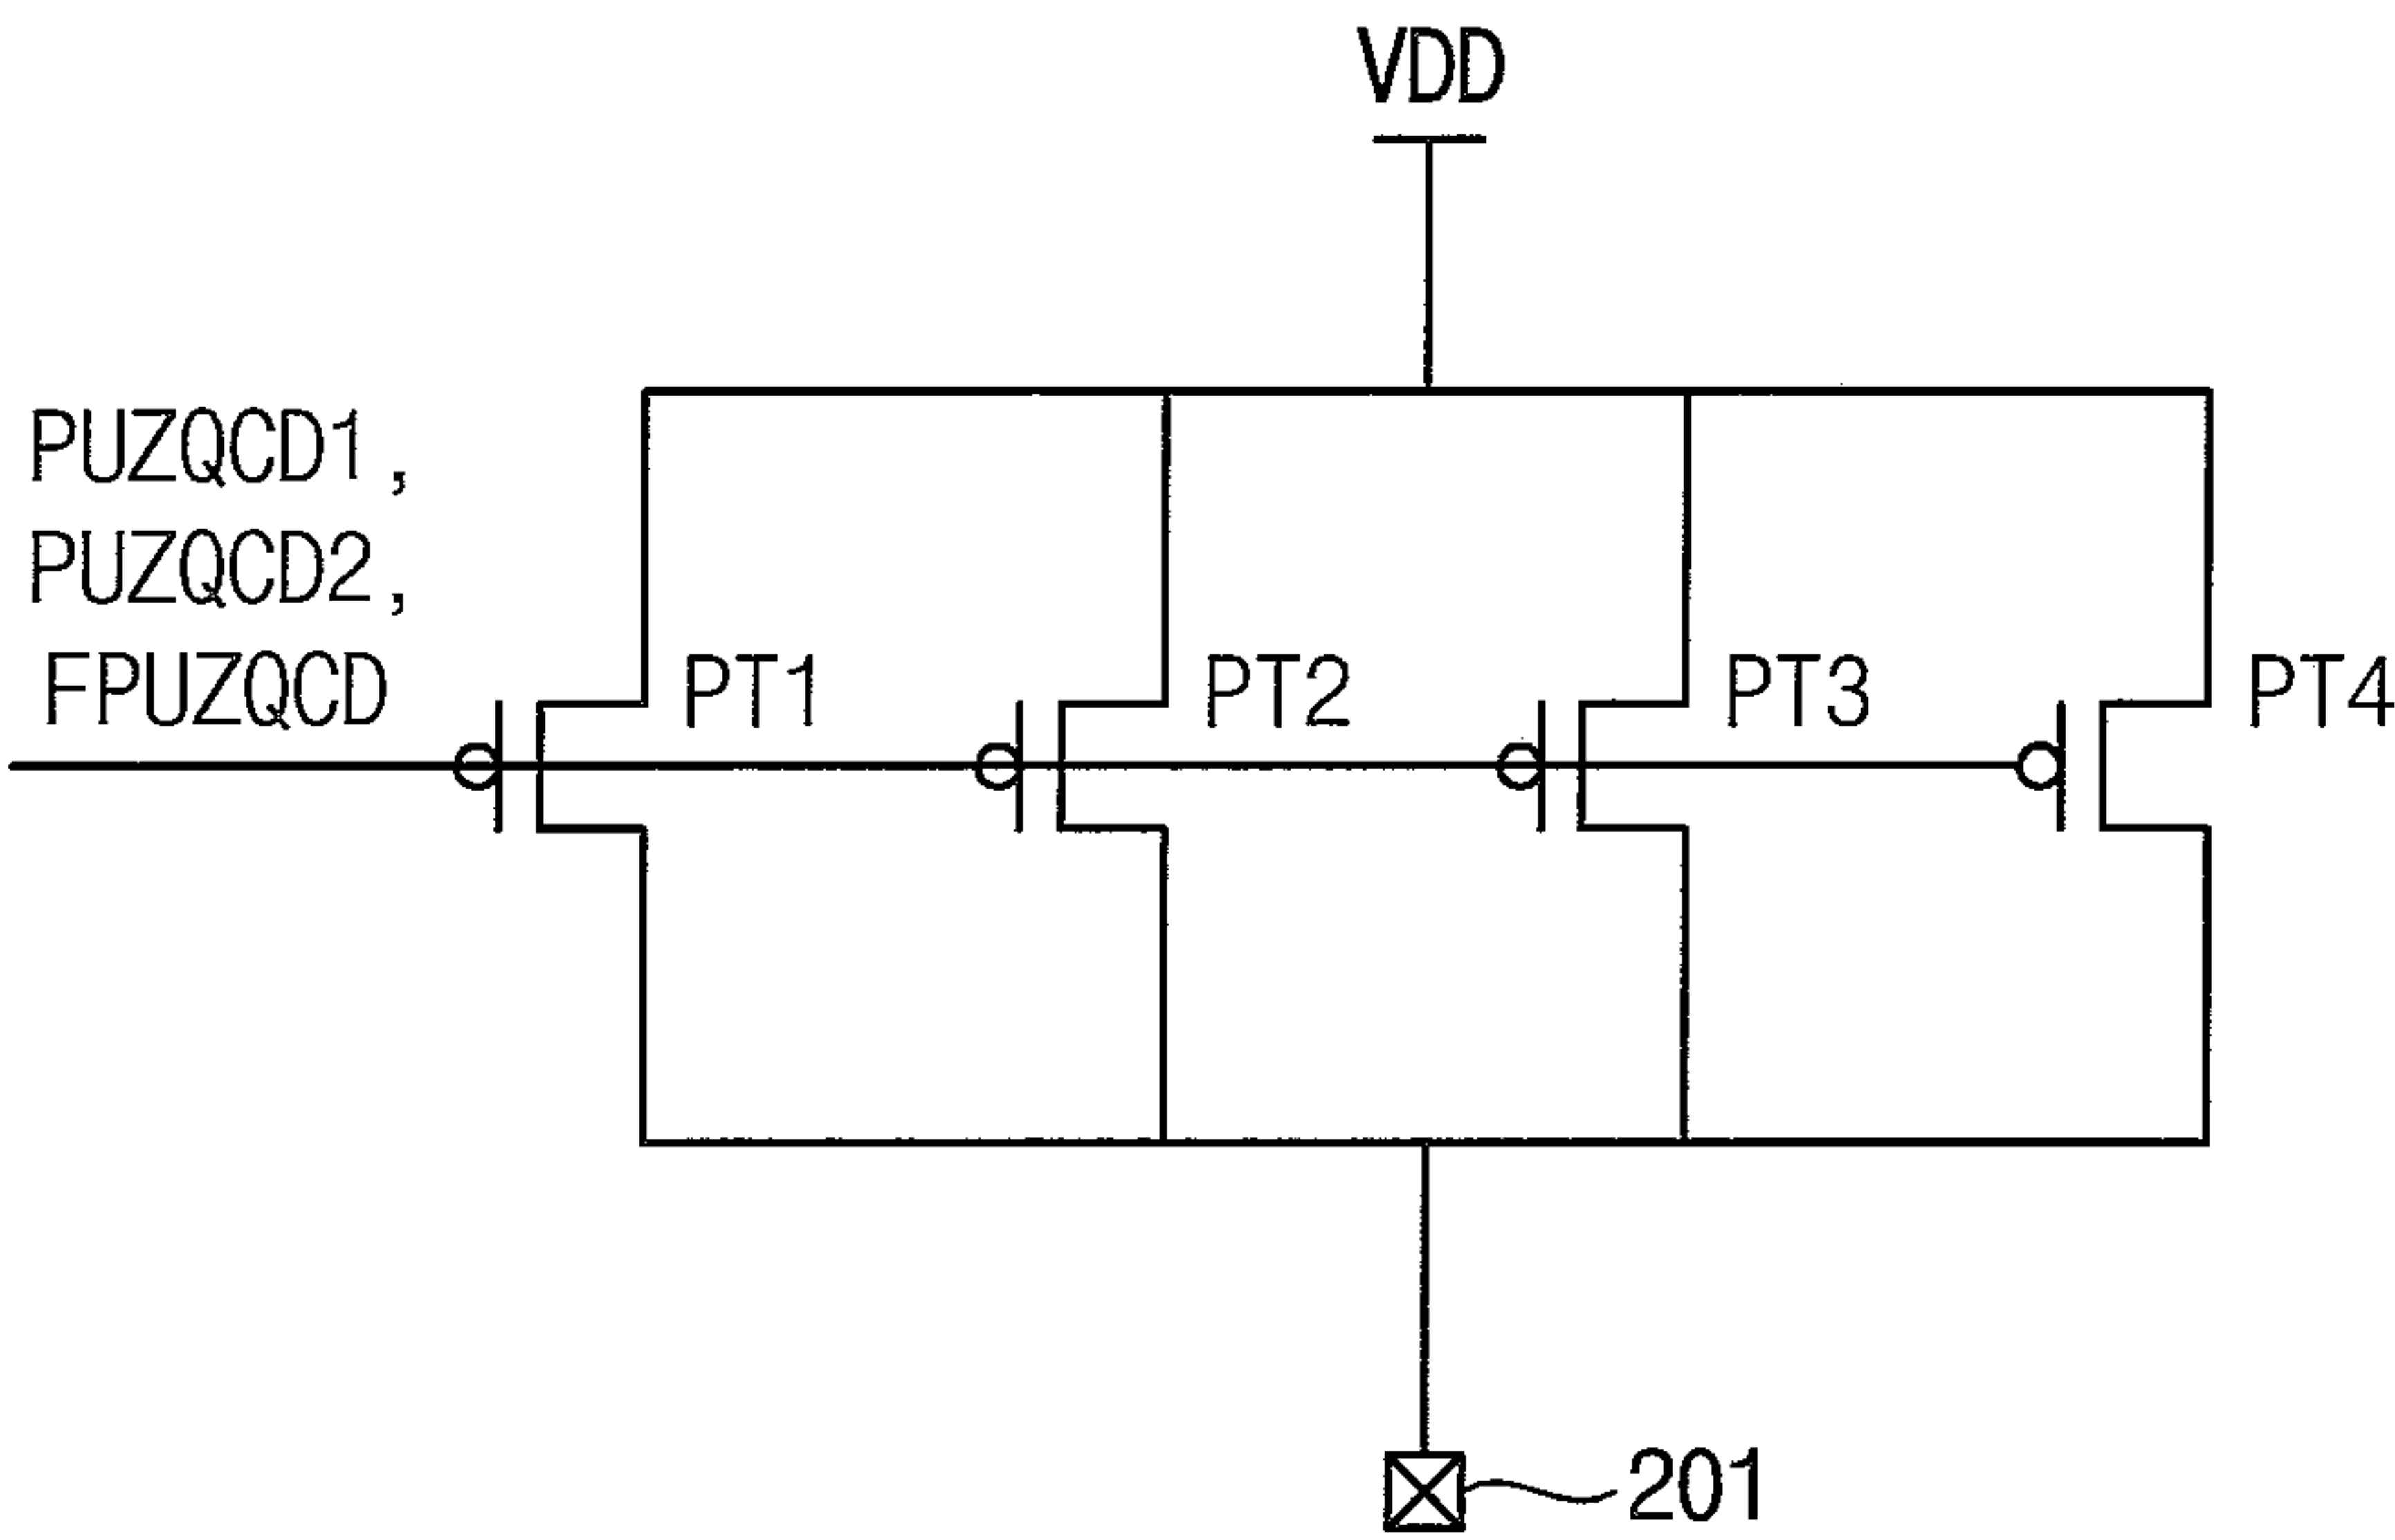 VDD
PUZQCD1,
PUZQCD2,
FPUZQCD
PT1
PT2
PT3
PT4
201